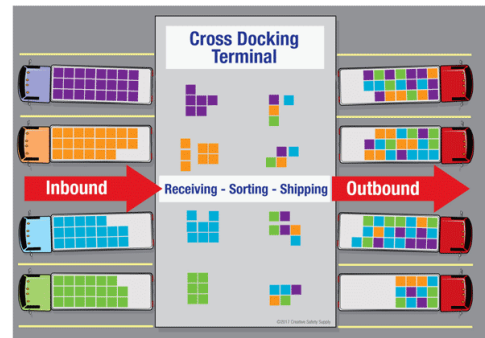 Cross Docking
Terminal
Inbound
Receiving - Sorting - Shipping
Outbound
©2011 Creative Safety Supply